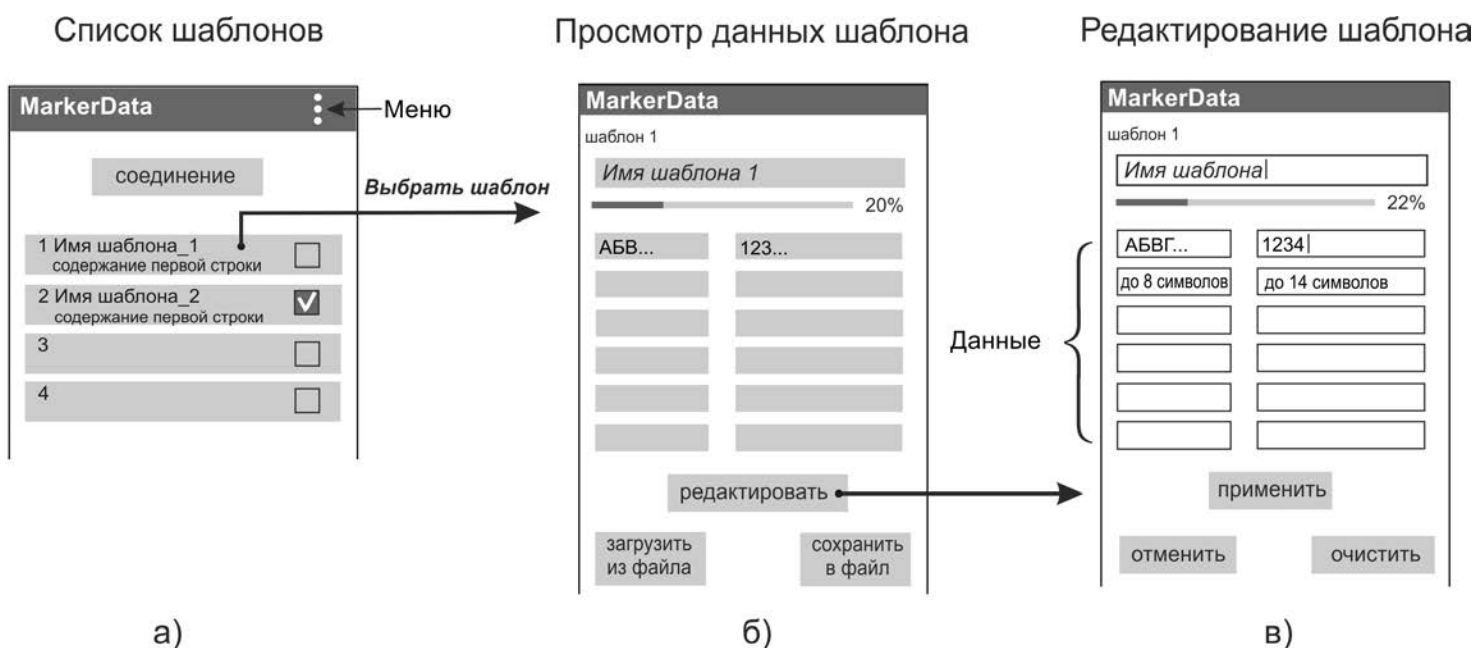 Список шаблонов
MarkerData
Меню
соединение
Выбрать шаблон
1 Имя шаблона_1
содержание первой строки
2 Имя шаблона_2
содержание первой строки
3
4
а)
Просмотр данных шаблона
MarkerData
шаблон 1
Имя шаблона 1
20%
АБВ... 123...
редактировать
загрузить
из файла
сохранить
в файл
б)
Редактирование шаблона
MarkerData
шаблон 1
Имя шаблона
22%
АБВГ... 1234
до 8 символов до 14 символов
Данные
применить
отменить очистить
в)